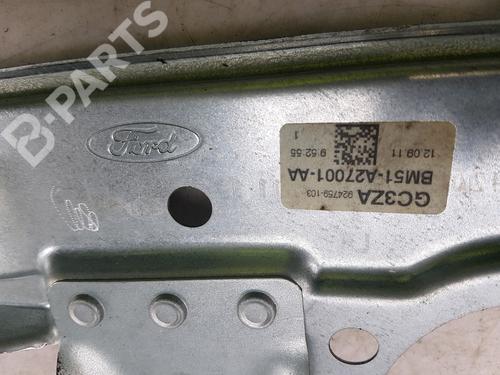 B-PARTS
Ford
GC3ZA 924759-103
BM51-A27001-AA
12.09.11 9:52:55
1